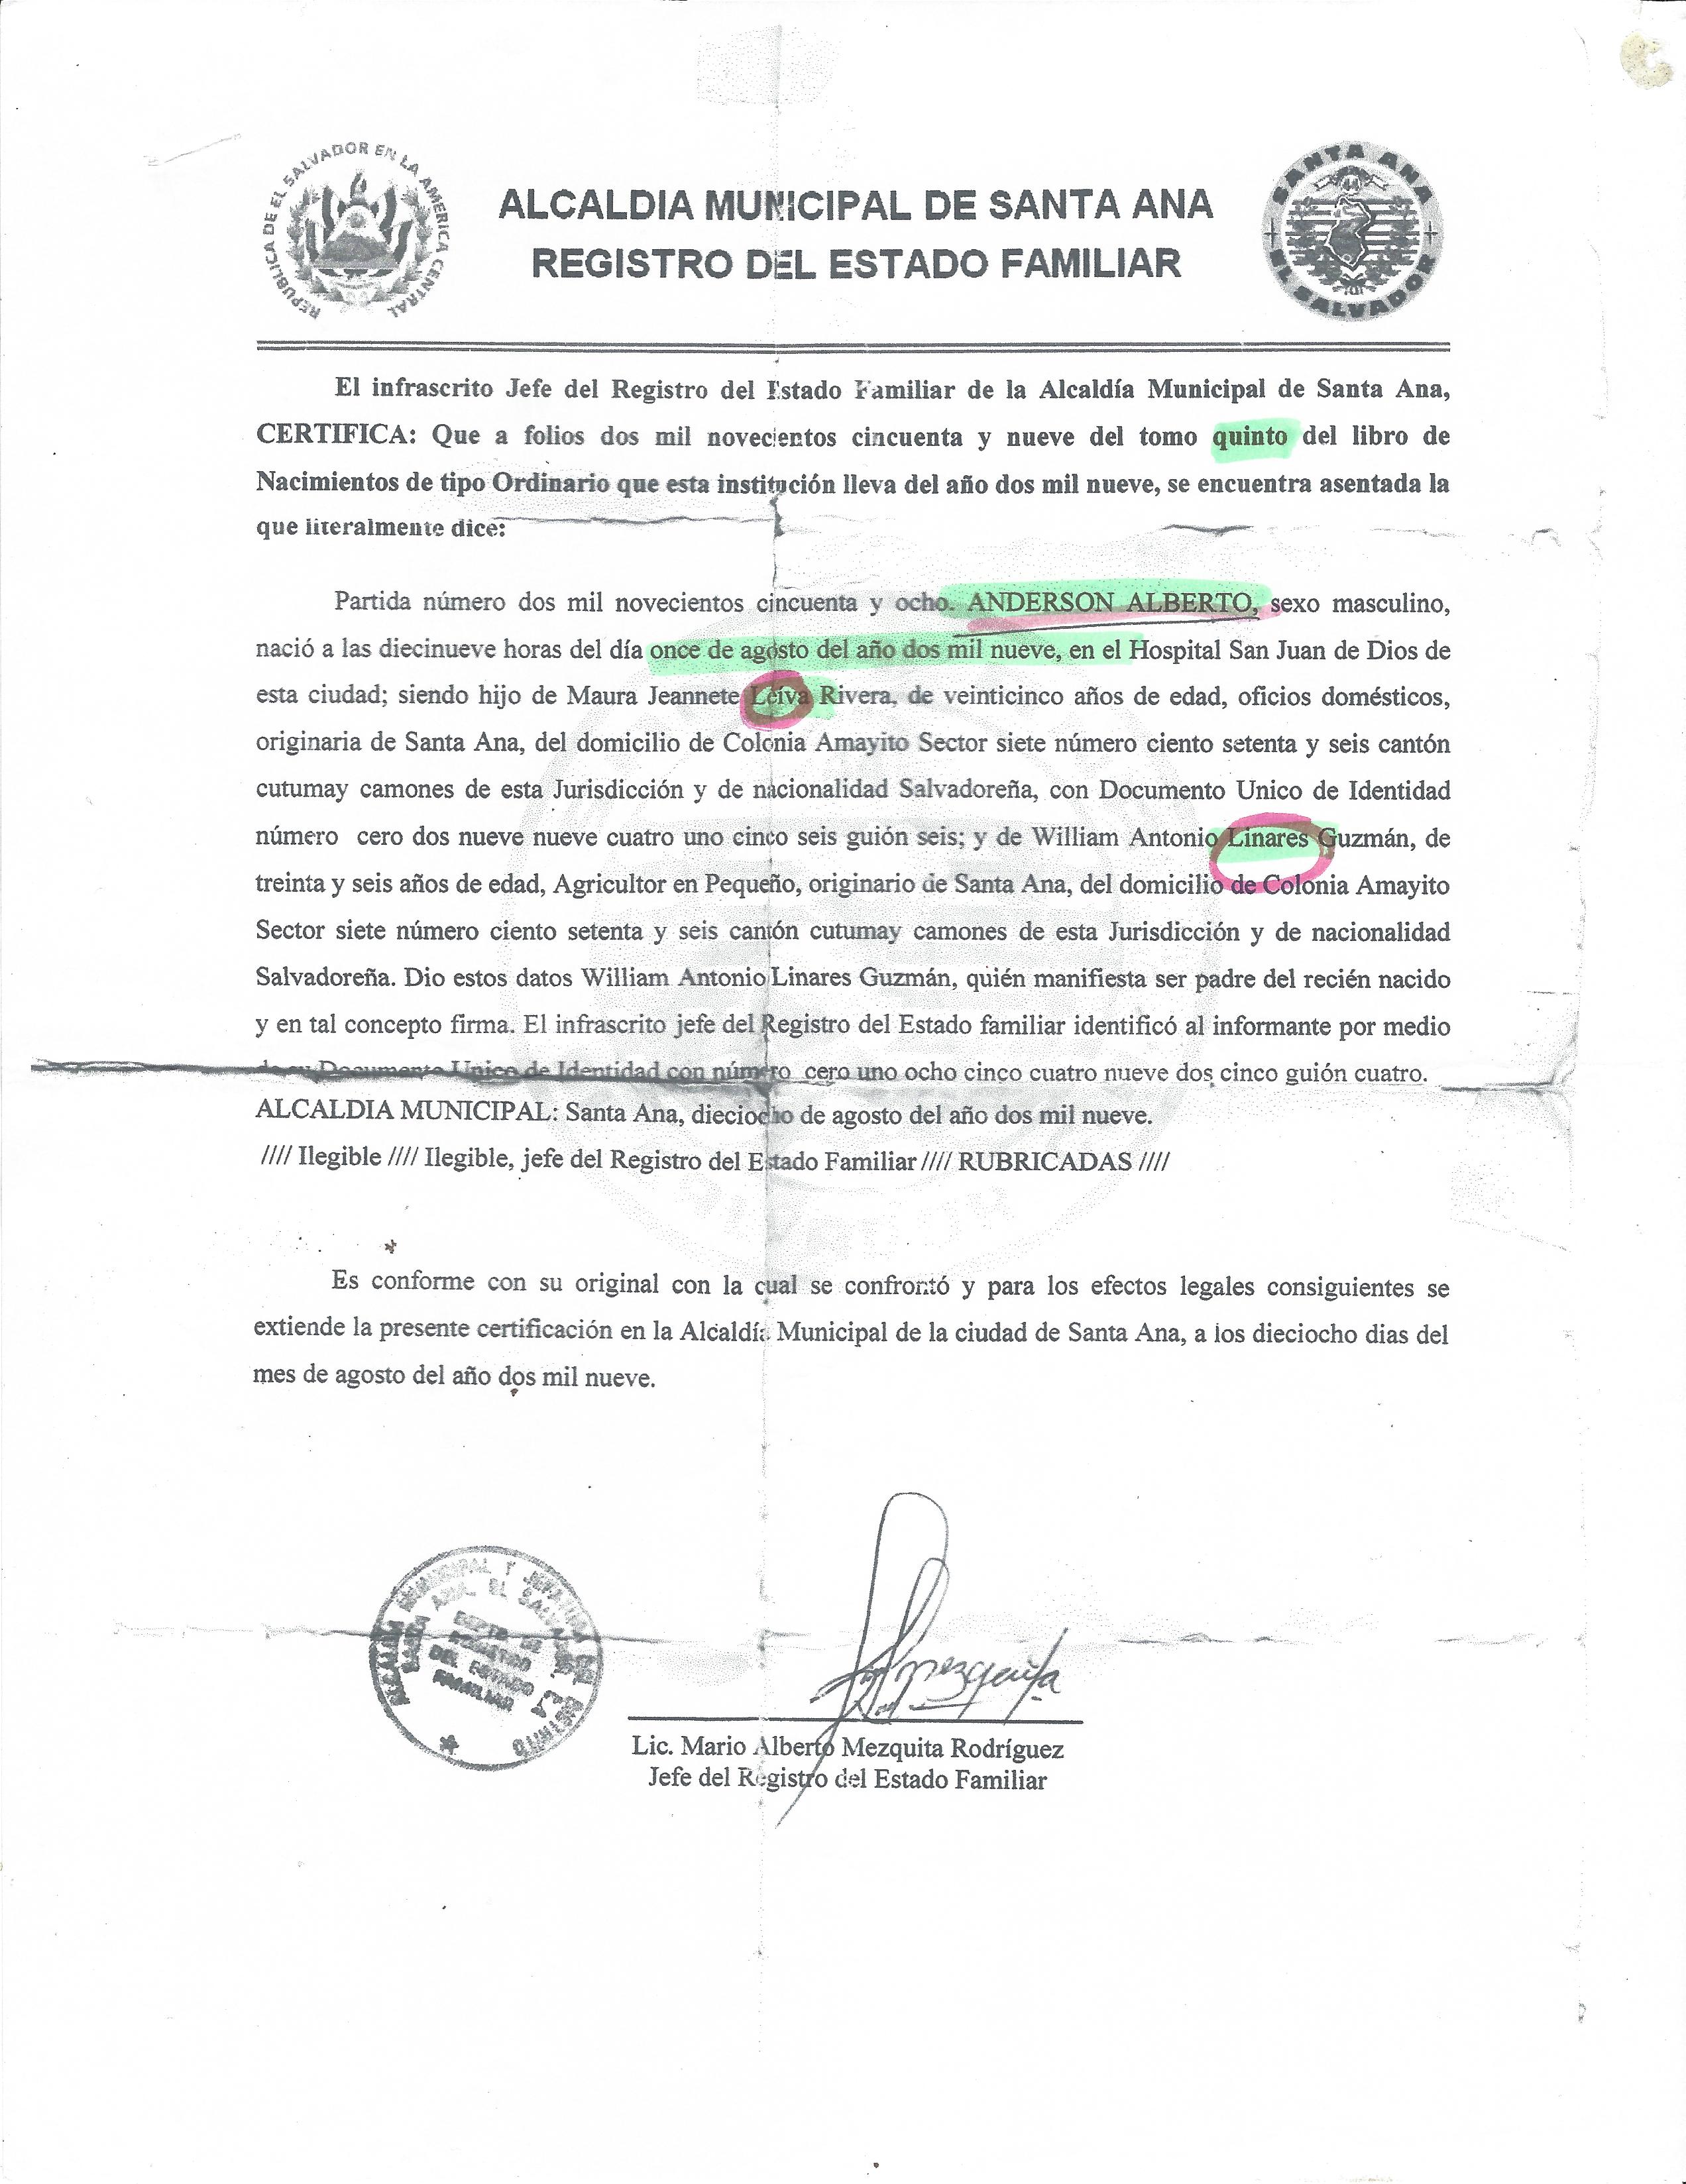 REPUBLICA DE EL SALVADOR EN LA AMERICA CENTRAL
ALCALDIA MUNICIPAL DE SANTA ANA
REGISTRO DEL ESTADO FAMILIAR
SANTA ANA
EL SALVADOR
El infrascrito Jefe del Registro del Estado Familiar de la Alcaldía Municipal de Santa Ana,
CERTIFICA: Que a folios dos mil novecientos cincuenta y nueve del tomo quinto del libro de
Nacimientos de tipo Ordinario que esta institución lleva del año dos mil nueve, se encuentra asentada la
que literalmente dice:
Partida número dos mil novecientos cincuenta y ocho. ANDERSON ALBERTO, sexo masculino,
nació a las diecinueve horas del día once de agosto del año dos mil nueve, en el Hospital San Juan de Dios de
esta ciudad; siendo hijo de Maura Jeannete Leiva Rivera, de veinticinco años de edad, oficios domésticos,
originaria de Santa Ana, del domicilio de Colonia Amayito Sector siete número ciento setenta y seis cantón
cutumay camones de esta Jurisdicción y de nacionalidad Salvadoreña, con Documento Unico de Identidad
número cero dos nueve nueve cuatro uno cinco seis guión seis; y de William Antonio Linares Guzmán, de
treinta y seis años de edad, Agricultor en Pequeño, originario de Santa Ana, del domicilio de Colonia Amayito
Sector siete número ciento setenta y seis cantón cutumay camones de esta Jurisdicción y de nacionalidad
Salvadoreña. Dio estos datos William Antonio Linares Guzmán, quién manifiesta ser padre del recién nacido
y en tal concepto firma. El infrascrito jefe del Registro del Estado familiar identificó al informante por medio
de su Documento Unico de Identidad con número cero uno ocho cinco cuatro nueve dos cinco guión cuatro.
ALCALDIA MUNICIPAL: Santa Ana, dieciocho de agosto del año dos mil nueve.
//// Ilegible //// Ilegible, jefe del Registro del Estado Familiar //// RUBRICADAS ////
Es conforme con su original con la cual se confrontó y para los efectos legales consiguientes se
extiende la presente certificación en la Alcaldía Municipal de la ciudad de Santa Ana, a los dieciocho dias del
mes de agosto del año dos mil nueve.
Mezquita
Lic. Mario Alberto Mezquita Rodríguez
Jefe del Registro del Estado Familiar